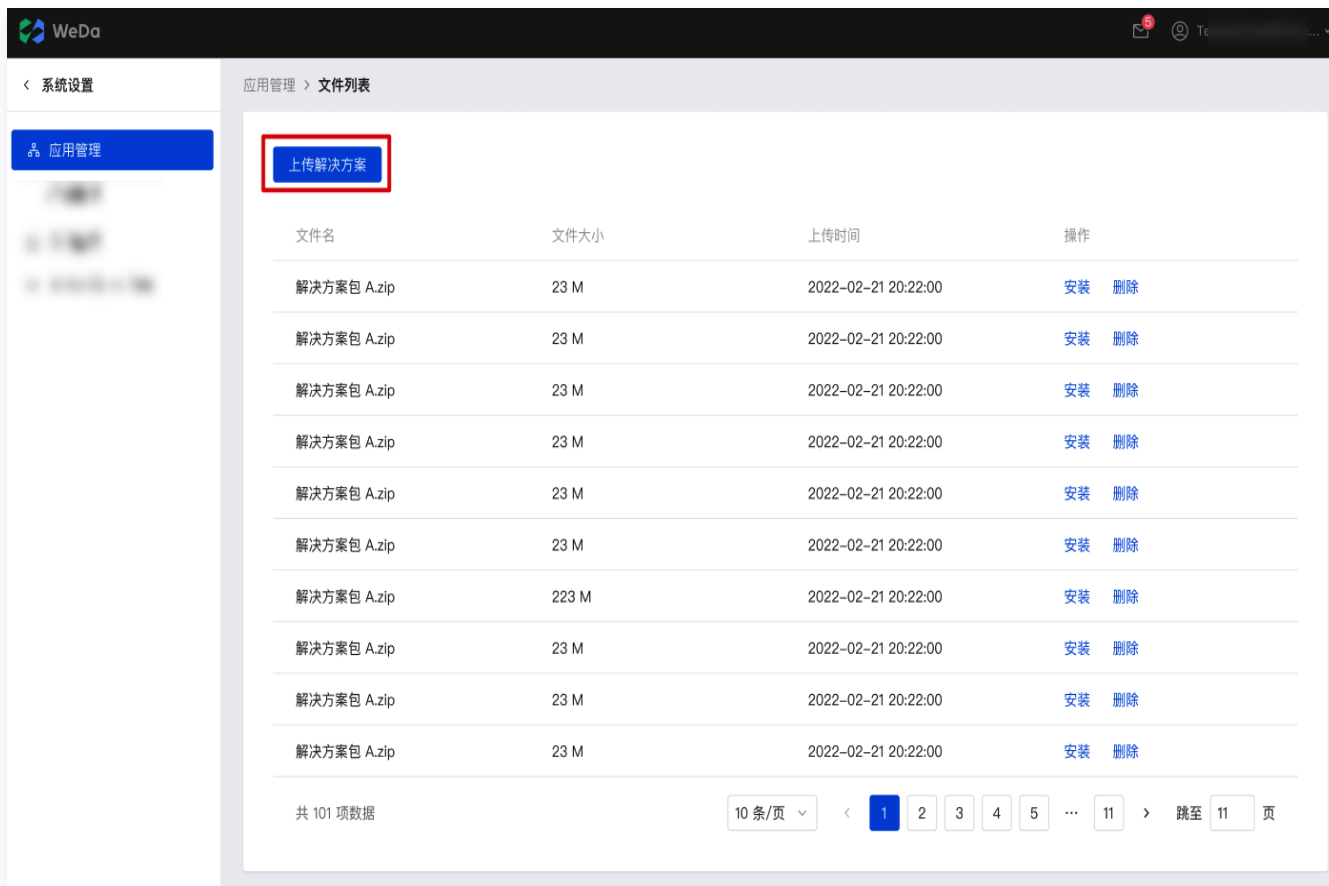 WeDa
5
系统设置
应用管理 > 文件列表
应用管理
上传解决方案
文件名 文件大小 上传时间 操作
解决方案包 A.zip 23 M 2022-02-21 20:22:00 安装 删除
解决方案包 A.zip 23 M 2022-02-21 20:22:00 安装 删除
解决方案包 A.zip 23 M 2022-02-21 20:22:00 安装 删除
解决方案包 A.zip 23 M 2022-02-21 20:22:00 安装 删除
解决方案包 A.zip 23 M 2022-02-21 20:22:00 安装 删除
解决方案包 A.zip 23 M 2022-02-21 20:22:00 安装 删除
解决方案包 A.zip 223 M 2022-02-21 20:22:00 安装 删除
解决方案包 A.zip 23 M 2022-02-21 20:22:00 安装 删除
解决方案包 A.zip 23 M 2022-02-21 20:22:00 安装 删除
解决方案包 A.zip 23 M 2022-02-21 20:22:00 安装 删除
共 101 项数据 10 条/页 < 1 2 3 4 5 ··· 11 > 跳至 11 页